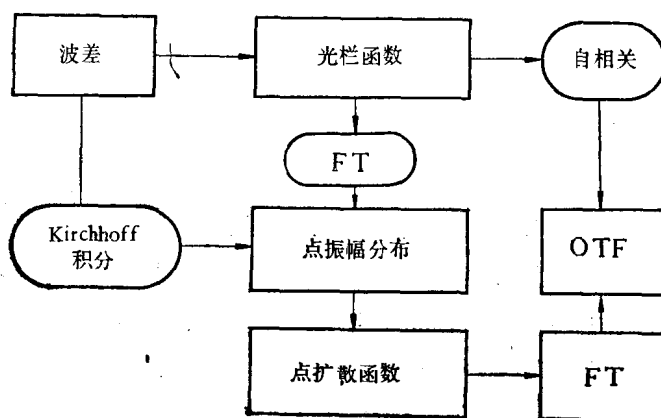 波差
光栏函数
自相关
FT
Kirchhoff
积分
点振幅分布
OTF
点扩散函数
FT